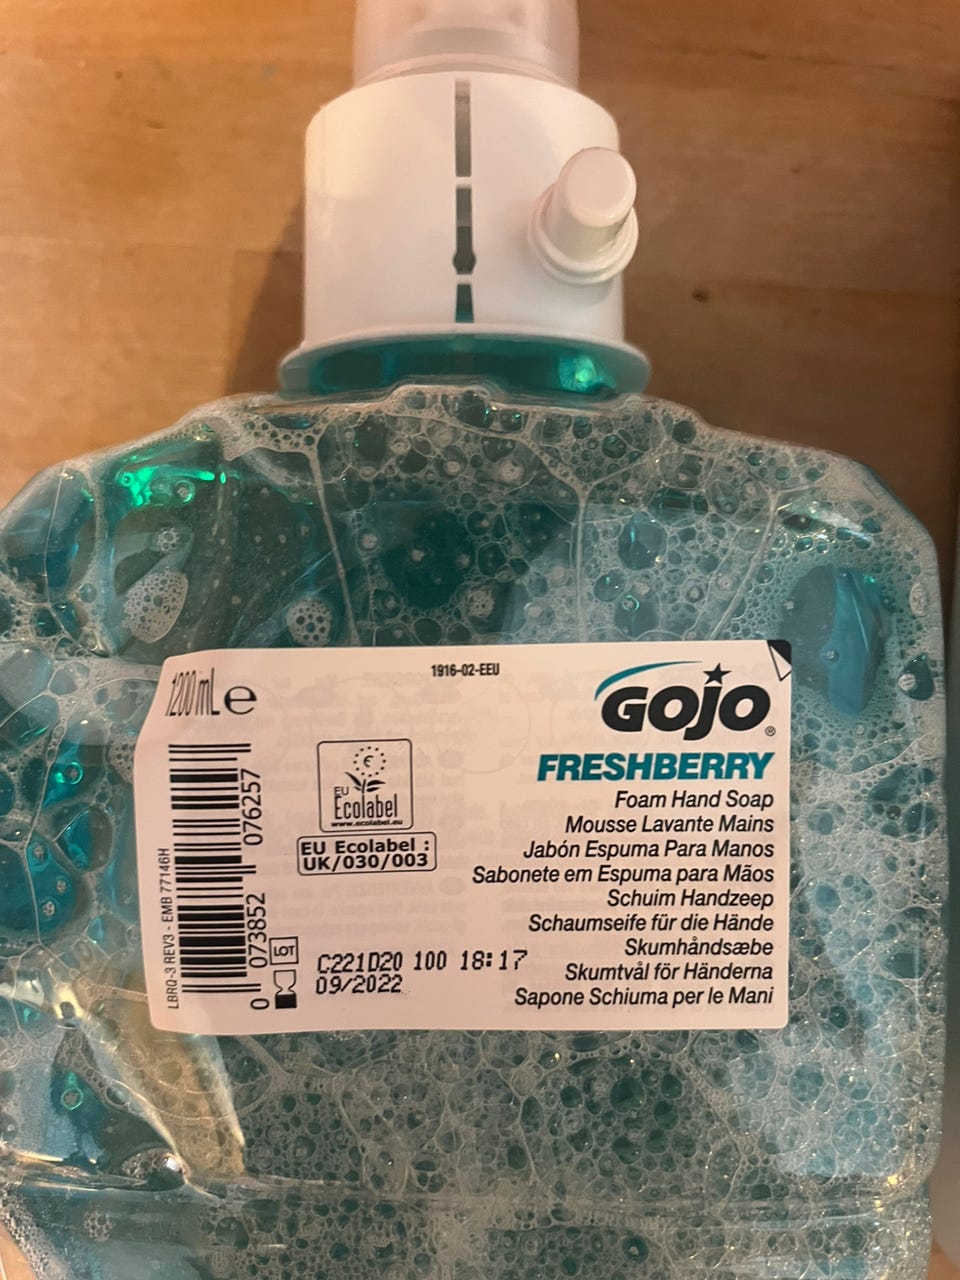 1916-02-EEU
1200 mL e
GOJO®
FRESHBERRY
Foam Hand Soap
Mousse Lavante Mains
Jabón Espuma Para Manos
Sabonete em Espuma para Mãos
Schuim Handzeep
Schaumseife für die Hände
Skumhåndsæbe
Skumtvål för Händerna
Sapone Schiuma per le Mani
EU
Ecolabel
www.ecolabel.eu
EU Ecolabel :
UK/030/003
LOT
C221D20 100 18:17
09/2022
0 073852 076257
LBRQ-3 REV3 - EMB 77146H